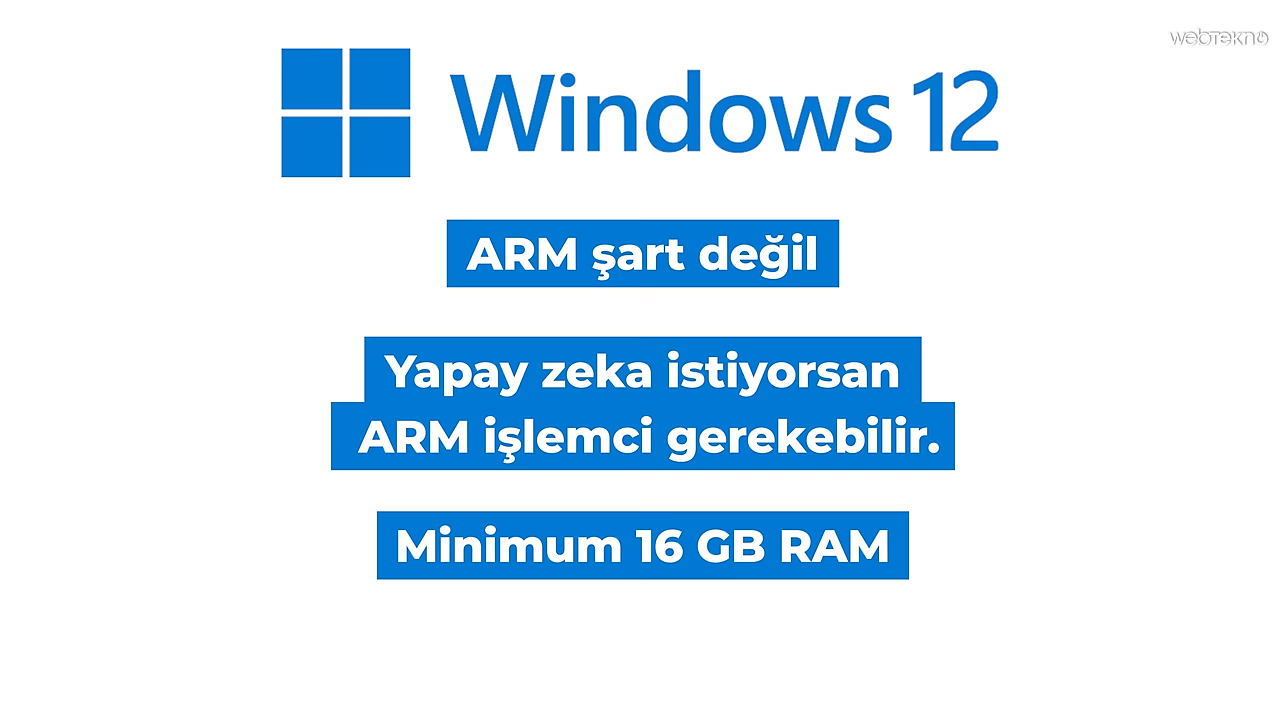 webtekno
Windows 12
ARM şart değil
Yapay zeka istiyorsan
ARM işlemci gerekebilir.
Minimum 16 GB RAM